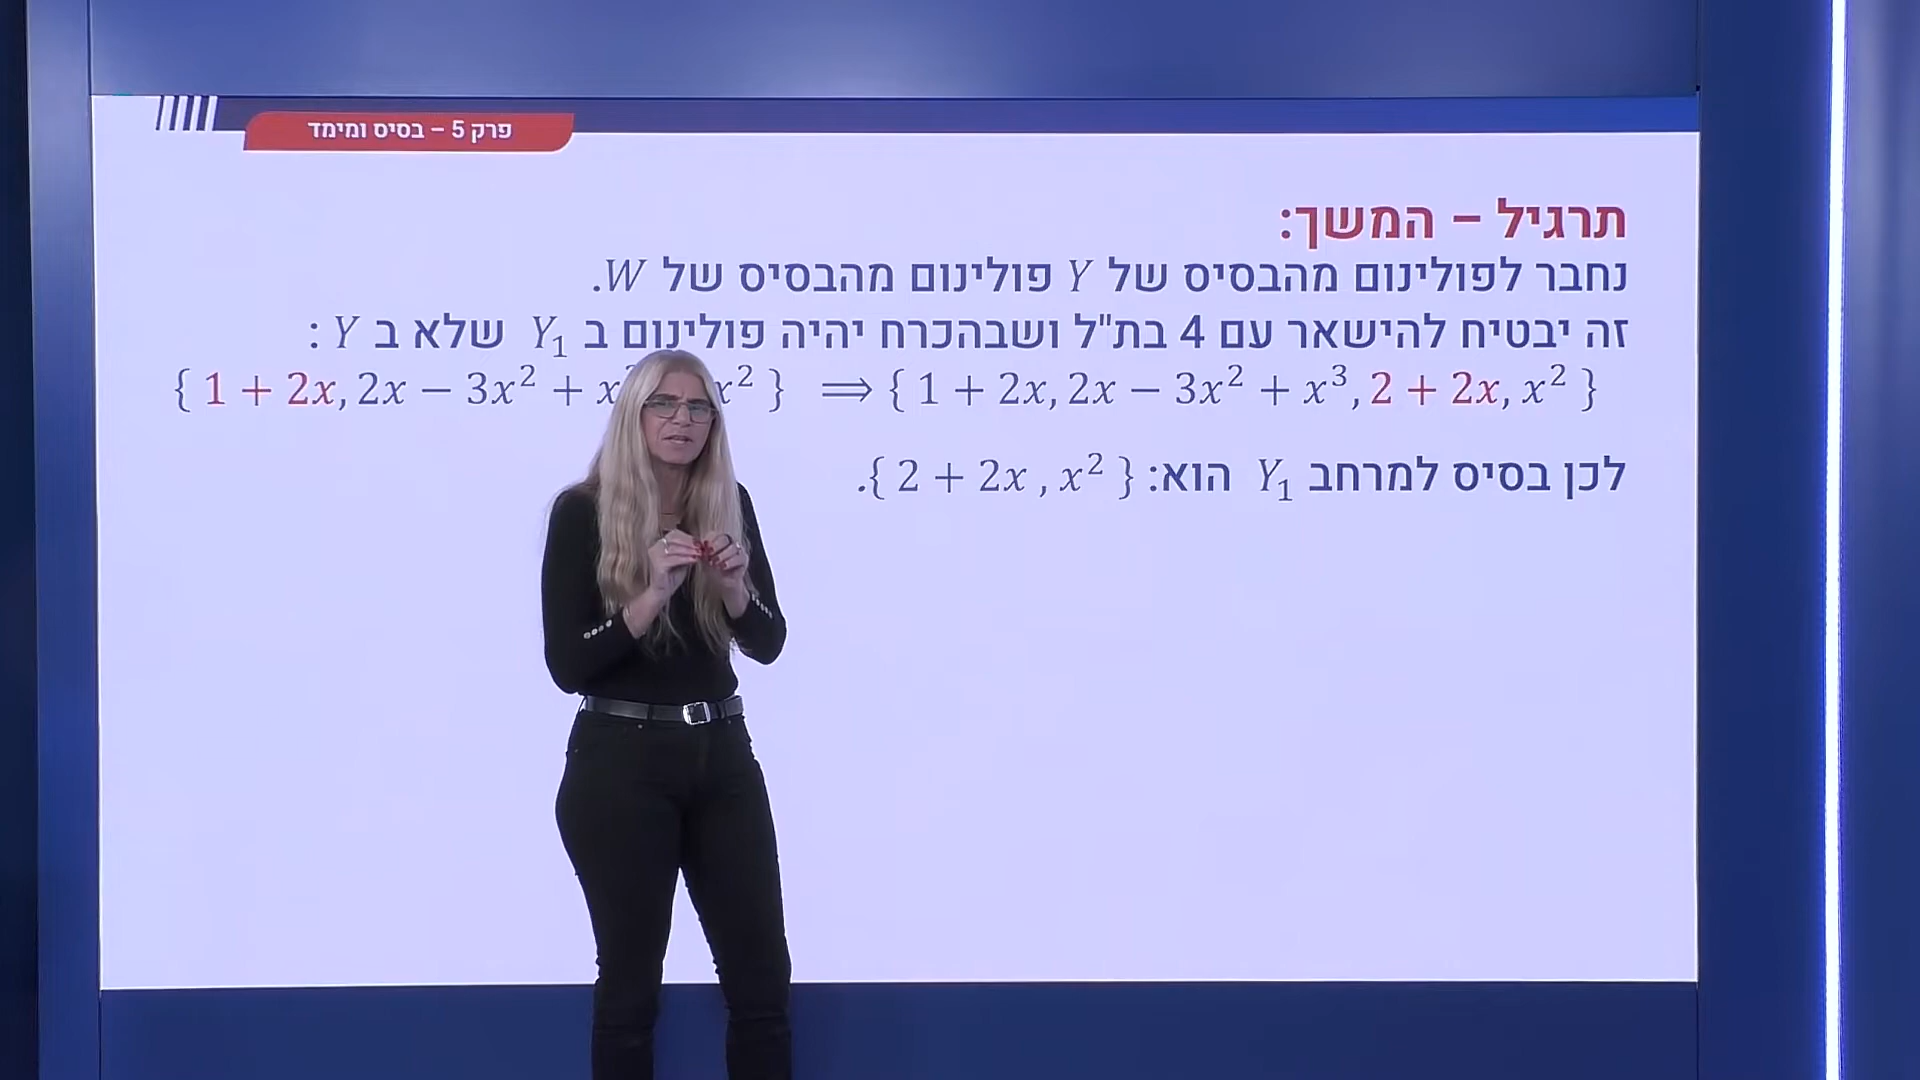 פרק 5 – בסיס ומימד
תרגיל – המשך:
נחבר לפולינום מהבסיס של Y פולינום מהבסיס של W.
זה יבטיח להישאר עם 4 בת"ל ושבהכרח יהיה פולינום ב Y₁ שלא ב Y :
{ 1 + 2x, 2x − 3x² + x x² } ⟹ { 1 + 2x, 2x − 3x² + x³, 2 + 2x, x² }
לכן בסיס למרחב Y₁ הוא: { 2 + 2x , x² }.